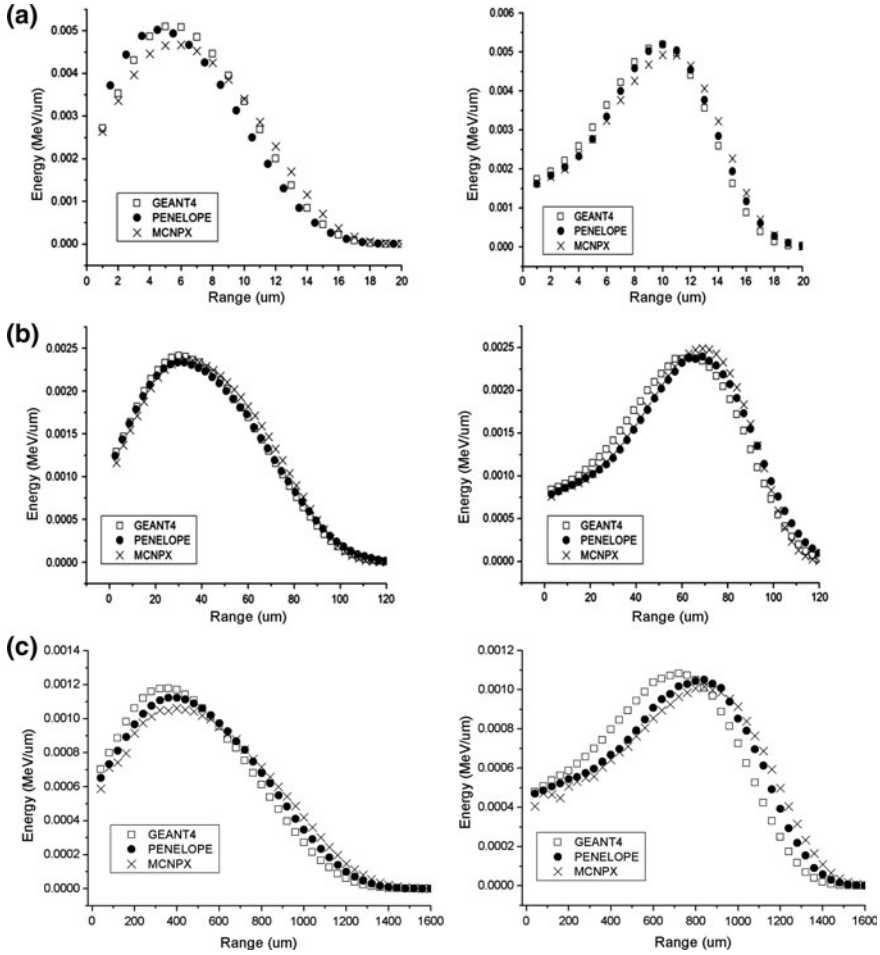 (a)
0.005
0.004
0.003
0.002
0.001
0.000
Energy (MeV/um)
GEANT4
PENELOPE
MCNPX
0 2 4 6 8 10 12 14 16 18 20
Range (um)
0.006
0.005
0.004
0.003
0.002
0.001
0.000
Energy (MeV/um)
GEANT4
PENELOPE
MCNPX
0 2 4 6 8 10 12 14 16 18 20
Range (um)
(b)
0.0025
0.0020
0.0015
0.0010
0.0005
0.0000
Energy (MeV/um)
GEANT4
PENELOPE
MCNPX
0 20 40 60 80 100 120
Range (um)
0.0025
0.0020
0.0015
0.0010
0.0005
0.0000
Energy (MeV/um)
GEANT4
PENELOPE
MCNPX
0 20 40 60 80 100 120
Range (um)
(c)
0.0014
0.0012
0.0010
0.0008
0.0006
0.0004
0.0002
0.0000
Energy (MeV/um)
GEANT4
PENELOPE
MCNPX
0 200 400 600 800 1000 1200 1400 1600
Range (um)
0.0012
0.0010
0.0008
0.0006
0.0004
0.0002
0.0000
Energy (MeV/um)
GEANT4
PENELOPE
MCNPX
0 200 400 600 800 1000 1200 1400 1600
Range (um)